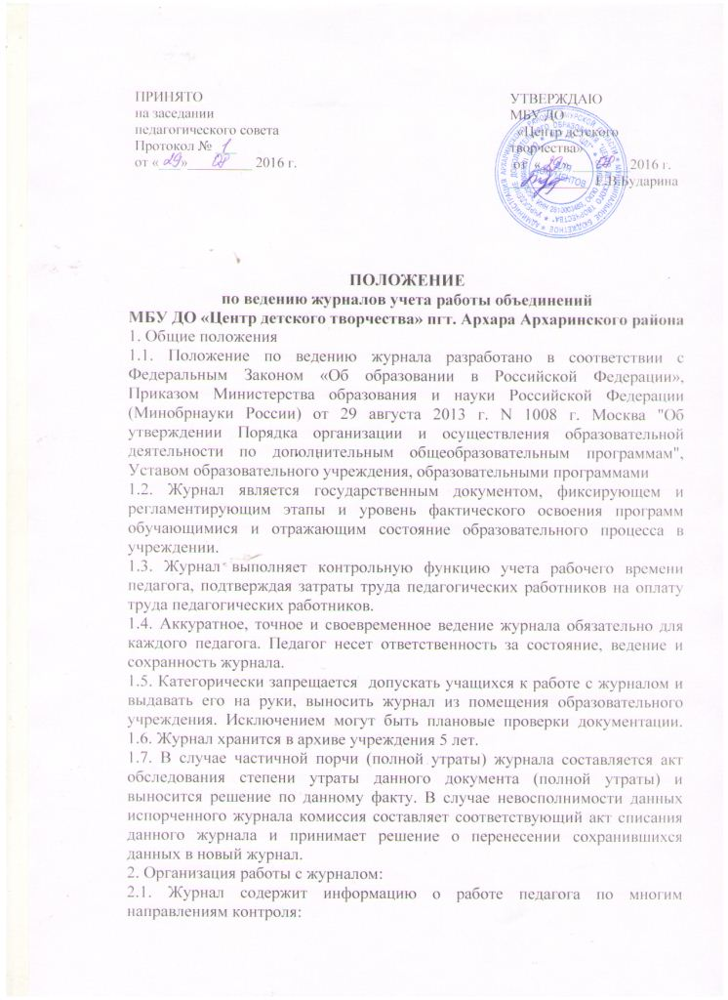 ПРИНЯТО
на заседании
педагогического совета
Протокол № 1
от « 29» 08 2016 г.
УТВЕРЖДАЮ
МБУ ДО
«Центр детского
творчества»
от « 29» 08 2016 г.
Бударина
ПОЛОЖЕНИЕ
по ведению журналов учета работы объединений
МБУ ДО «Центр детского творчества» пгт. Архара Архаринского района
1. Общие положения
1.1. Положение по ведению журнала разработано в соответствии с
Федеральным Законом «Об образовании в Российской Федерации»,
Приказом Министерства образования и науки Российской Федерации
(Минобрнауки России) от 29 августа 2013 г. N 1008 г. Москва "Об
утверждении Порядка организации и осуществления образовательной
деятельности по дополнительным общеобразовательным программам",
Уставом образовательного учреждения, образовательными программами
1.2. Журнал является государственным документом, фиксирующем и
регламентирующим этапы и уровень фактического освоения программ
обучающимися и отражающим состояние образовательного процесса в
учреждении.
1.3. Журнал выполняет контрольную функцию учета рабочего времени
педагога, подтверждая затраты труда педагогических работников на оплату
труда педагогических работников.
1.4. Аккуратное, точное и своевременное ведение журнала обязательно для
каждого педагога. Педагог несет ответственность за состояние, ведение и
сохранность журнала.
1.5. Категорически запрещается допускать учащихся к работе с журналом и
выдавать его на руки, выносить журнал из помещения образовательного
учреждения. Исключением могут быть плановые проверки документации.
1.6. Журнал хранится в архиве учреждения 5 лет.
1.7. В случае частичной порчи (полной утраты) журнала составляется акт
обследования степени утраты данного документа (полной утраты) и
выносится решение по данному факту. В случае невосполнимости данных
испорченного журнала комиссия составляет соответствующий акт списания
данного журнала и принимает решение о перенесении сохранившихся
данных в новый журнал.
2. Организация работы с журналом:
2.1. Журнал содержит информацию о работе педагога по многим
направлениям контроля: